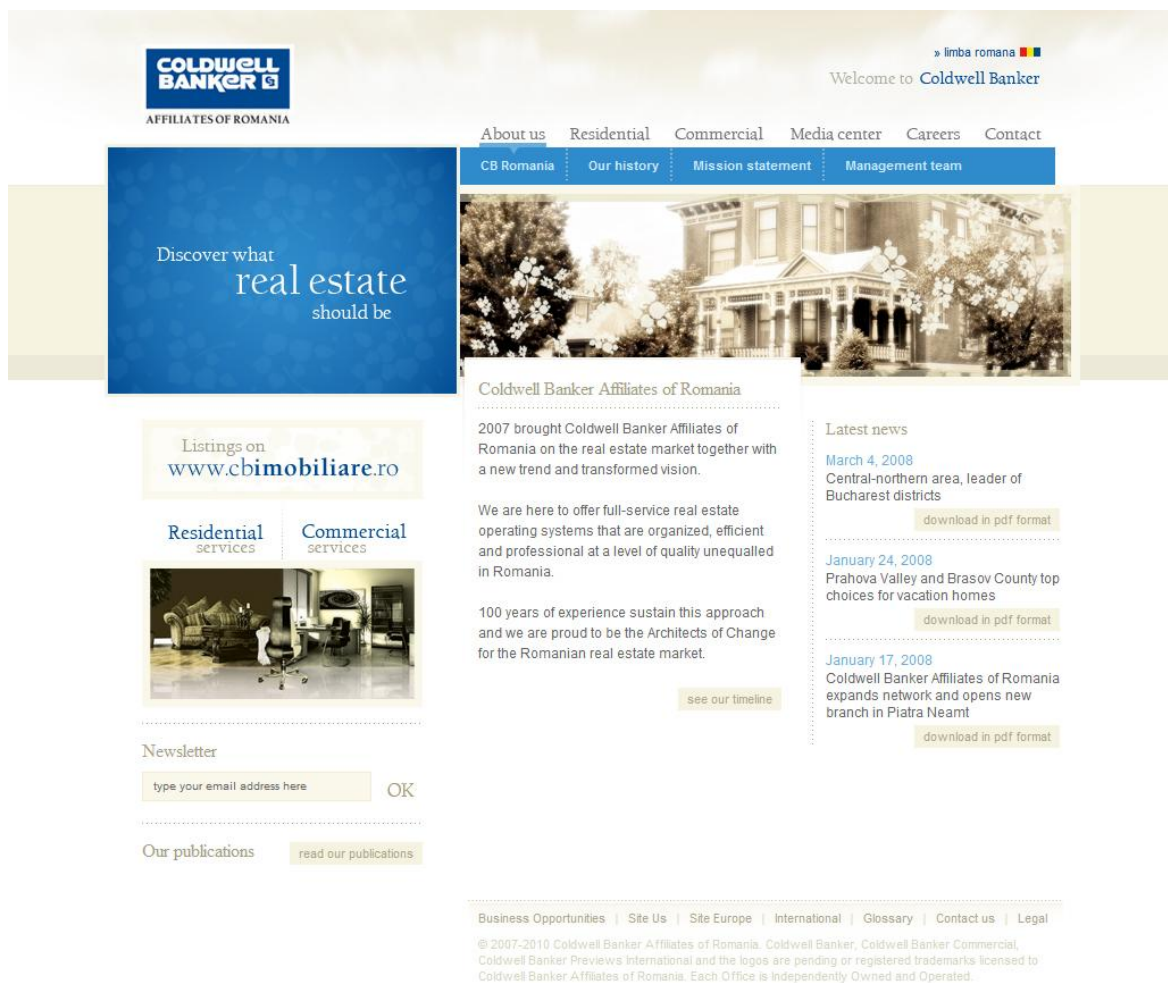 COLDWELL
BANKER
AFFILIATES OF ROMANIA
» limba romana
Welcome to Coldwell Banker
About us Residential Commercial Media center Careers Contact
CB Romania Our history Mission statement Management team
Discover what
real estate
should be
Listings on
www.cbimobiliare.ro
Residential
services
Commercial
services
Newsletter
type your email address here OK
Our publications read our publications
Coldwell Banker Affiliates of Romania
2007 brought Coldwell Banker Affiliates of
Romania on the real estate market together with
a new trend and transformed vision.
We are here to offer full-service real estate
operating systems that are organized, efficient
and professional at a level of quality unequalled
in Romania.
100 years of experience sustain this approach
and we are proud to be the Architects of Change
for the Romanian real estate market.
see our timeline
Latest news
March 4, 2008
Central-northern area, leader of
Bucharest districts
download in pdf format
January 24, 2008
Prahova Valley and Brasov County top
choices for vacation homes
download in pdf format
January 17, 2008
Coldwell Banker Affiliates of Romania
expands network and opens new
branch in Piatra Neamt
download in pdf format
Business Opportunities | Site Us | Site Europe | International | Glossary | Contact us | Legal
© 2007-2010 Coldwell Banker Affiliates of Romania. Coldwell Banker, Coldwell Banker Commercial,
Coldwell Banker Previews International and the logos are pending or registered trademarks licensed to
Coldwell Banker Affiliates of Romania. Each Office is Independently Owned and Operated.